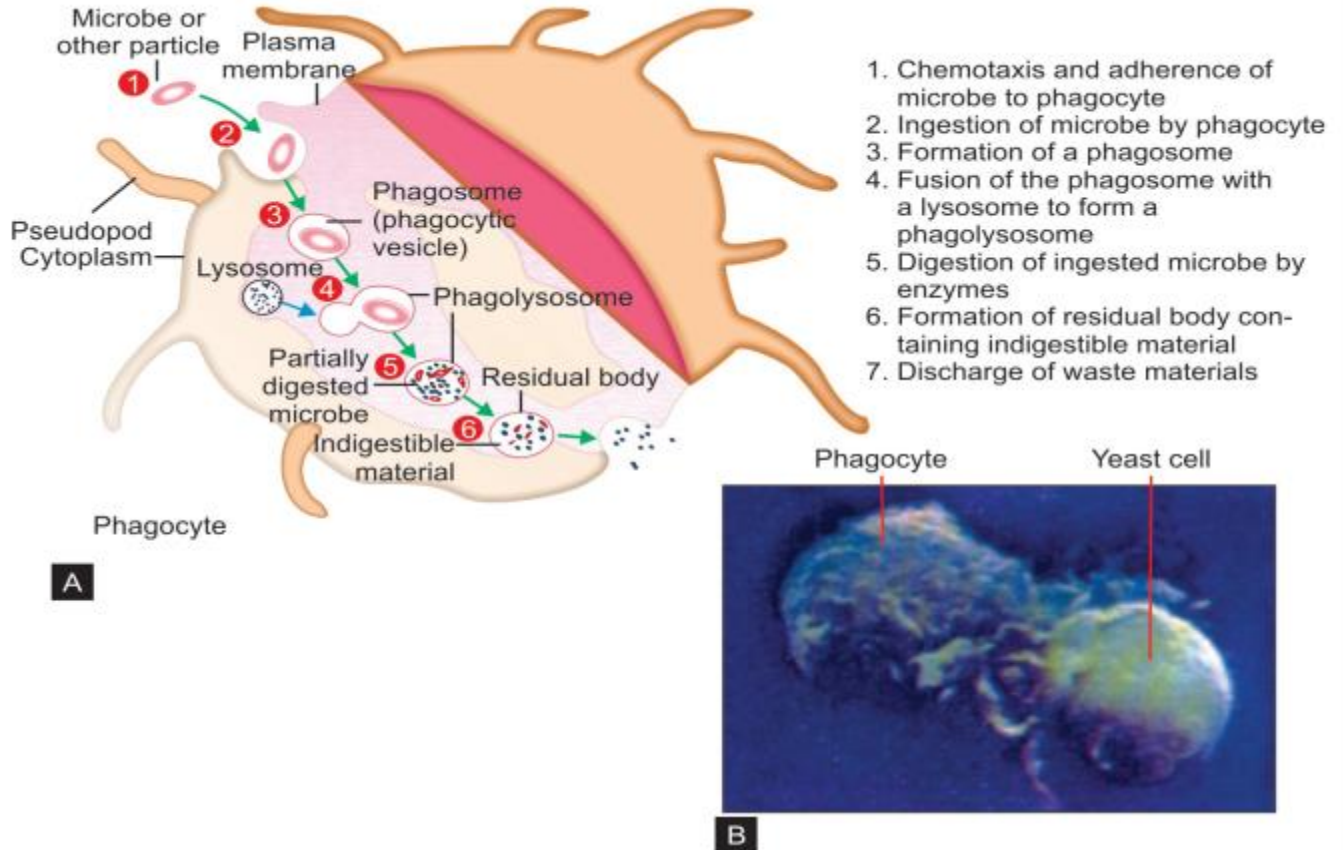 Microbe or
other particle
Plasma
membrane
1
2
Phagosome
(phagocytic
vesicle)
3
Pseudopod
Cytoplasm
Lysosome
4
Phagolysosome
Partially
digested
microbe
5
Residual body
6
Indigestible
material
Phagocyte
A
1. Chemotaxis and adherence of
microbe to phagocyte
2. Ingestion of microbe by phagocyte
3. Formation of a phagosome
4. Fusion of the phagosome with
a lysosome to form a
phagolysosome
5. Digestion of ingested microbe by
enzymes
6. Formation of residual body con-
taining indigestible material
7. Discharge of waste materials
Phagocyte
Yeast cell
B